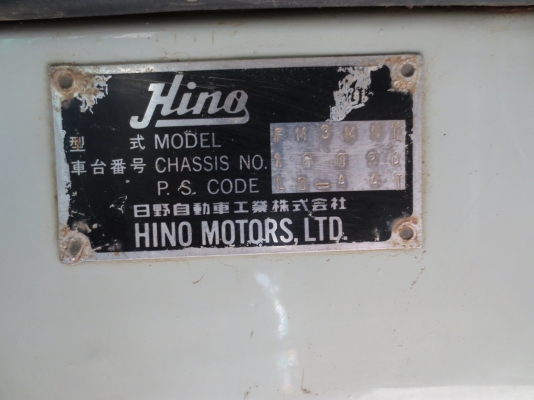 Hino
型 式 MODEL
車台番号 CHASSIS NO.
P. S. CODE
日野自動車工業株式会社
HINO MOTORS, LTD.